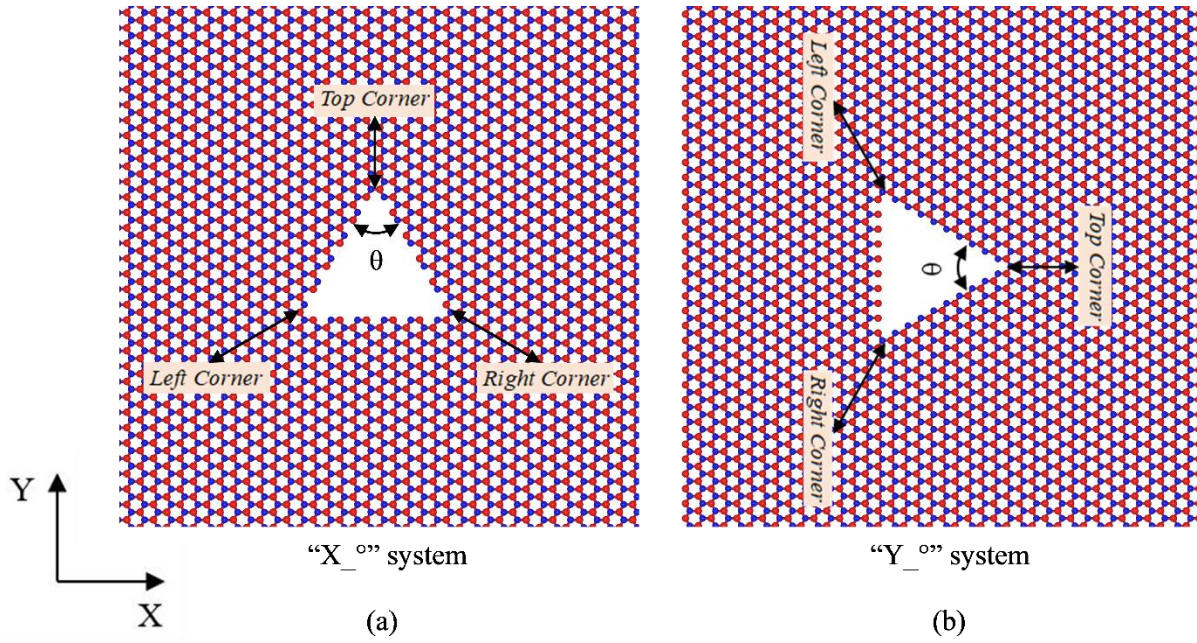 Top Corner
θ
Left Corner
Right Corner
Left Corner
Top Corner
θ
Right Corner
Y
X
“X_°” system
“Y_°” system
(a)
(b)